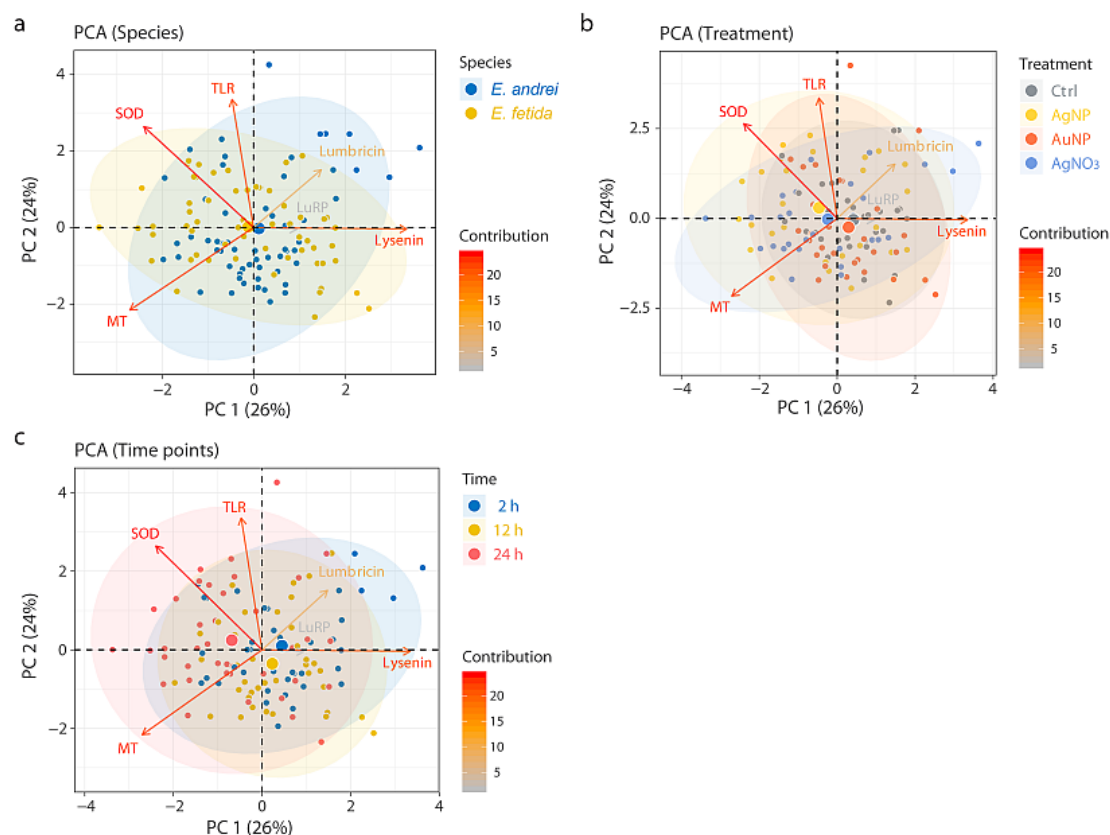 a
PCA (Species)
4
2
0
−2
PC 2 (24%)
−4
−2
0
2
PC 1 (26%)
TLR
SOD
Lumbricin
LuRP
Lysenin
MT
Species
E. andrei
E. fetida
Contribution
20
15
10
5
b
PCA (Treatment)
2.5
0.0
−2.5
PC 2 (24%)
−4
−2
0
2
4
PC 1 (26%)
TLR
SOD
Lumbricin
LuRP
Lysenin
MT
Treatment
Ctrl
AgNP
AuNP
AgNO₃
Contribution
20
15
10
5
c
PCA (Time points)
4
2
0
−2
PC 2 (24%)
−4
−2
0
2
4
PC 1 (26%)
TLR
SOD
Lumbricin
LuRP
Lysenin
MT
Time
2 h
12 h
24 h
Contribution
20
15
10
5